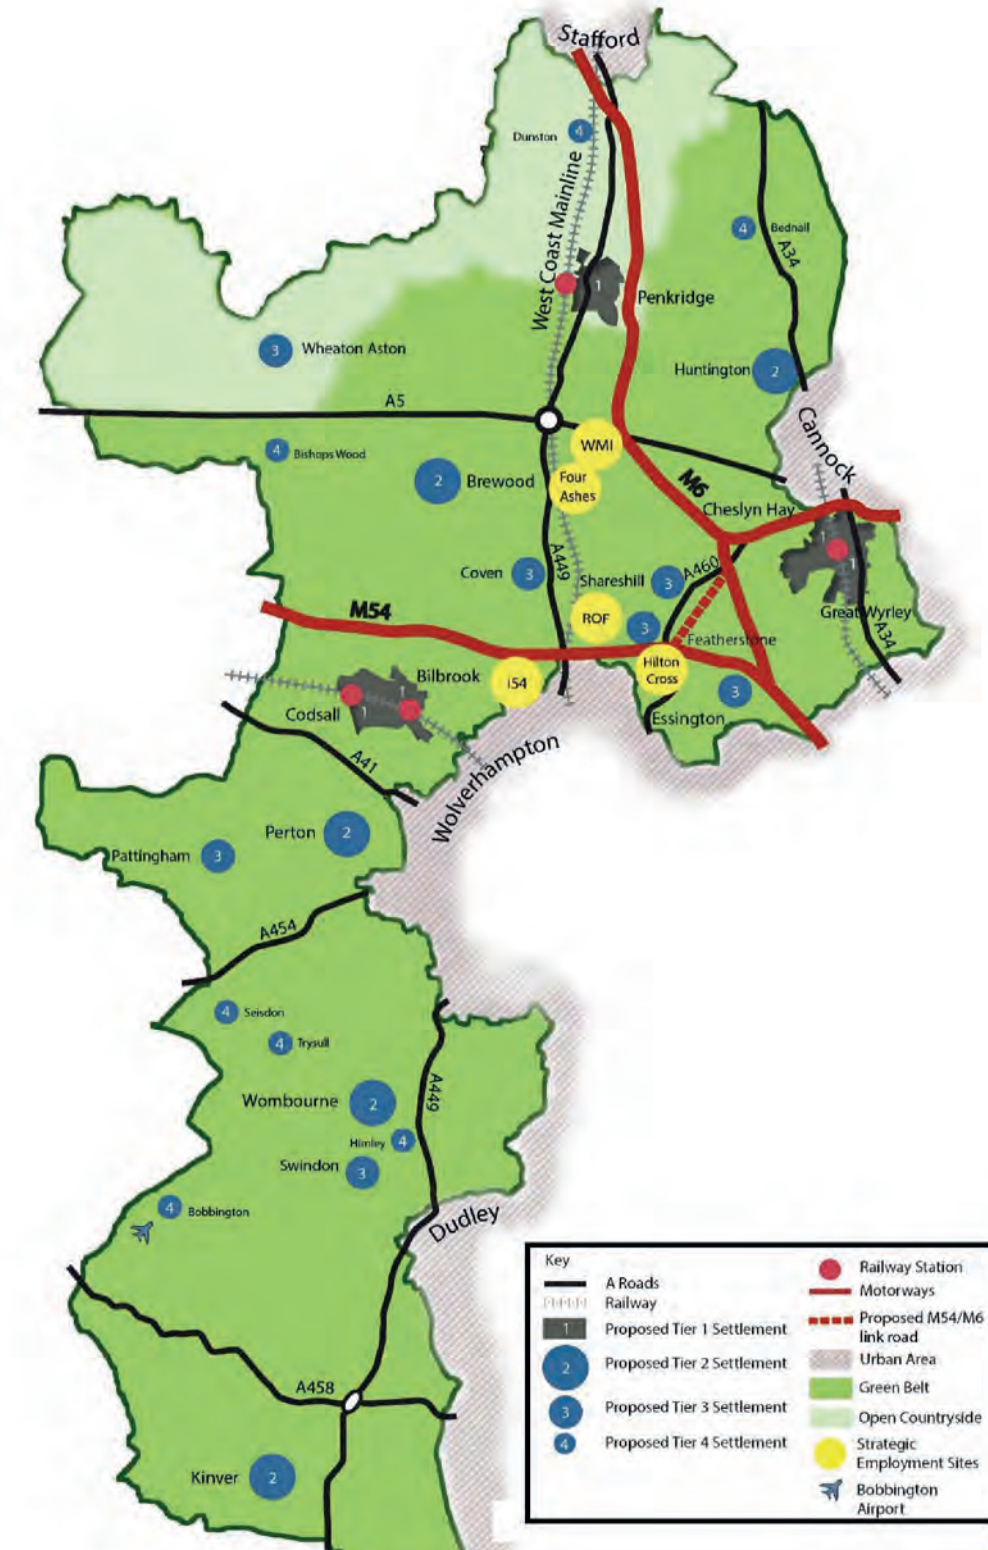 Stafford
Dunston
4
West Coast Mainline
4
Bednall
A34
1
Penkridge
3
Wheaton Aston
Huntington
2
A5
Cannock
4
Bishops Wood
WMI
2
Brewood
Four
Ashes
M6
Cheslyn Hay
A449
1
1
Coven
3
Shareshill
3
A460
M54
ROF
3
Great Wyrley
A34
Featherstone
Bilbrook
1
i54
Hilton
Cross
3
Codsall
1
Essington
A41
Wolverhampton
Perton
2
Pattingham
3
A454
4
Seisdon
4
Trysull
A449
Wombourne
2
Himley
4
Swindon
3
4
Bobbington
Dudley
A458
Kinver
2
Key
A Roads
Railway
1
Proposed Tier 1 Settlement
2
Proposed Tier 2 Settlement
3
Proposed Tier 3 Settlement
4
Proposed Tier 4 Settlement
Railway Station
Motorways
Proposed M54/M6
link road
Urban Area
Green Belt
Open Countryside
Strategic
Employment Sites
Bobbington
Airport